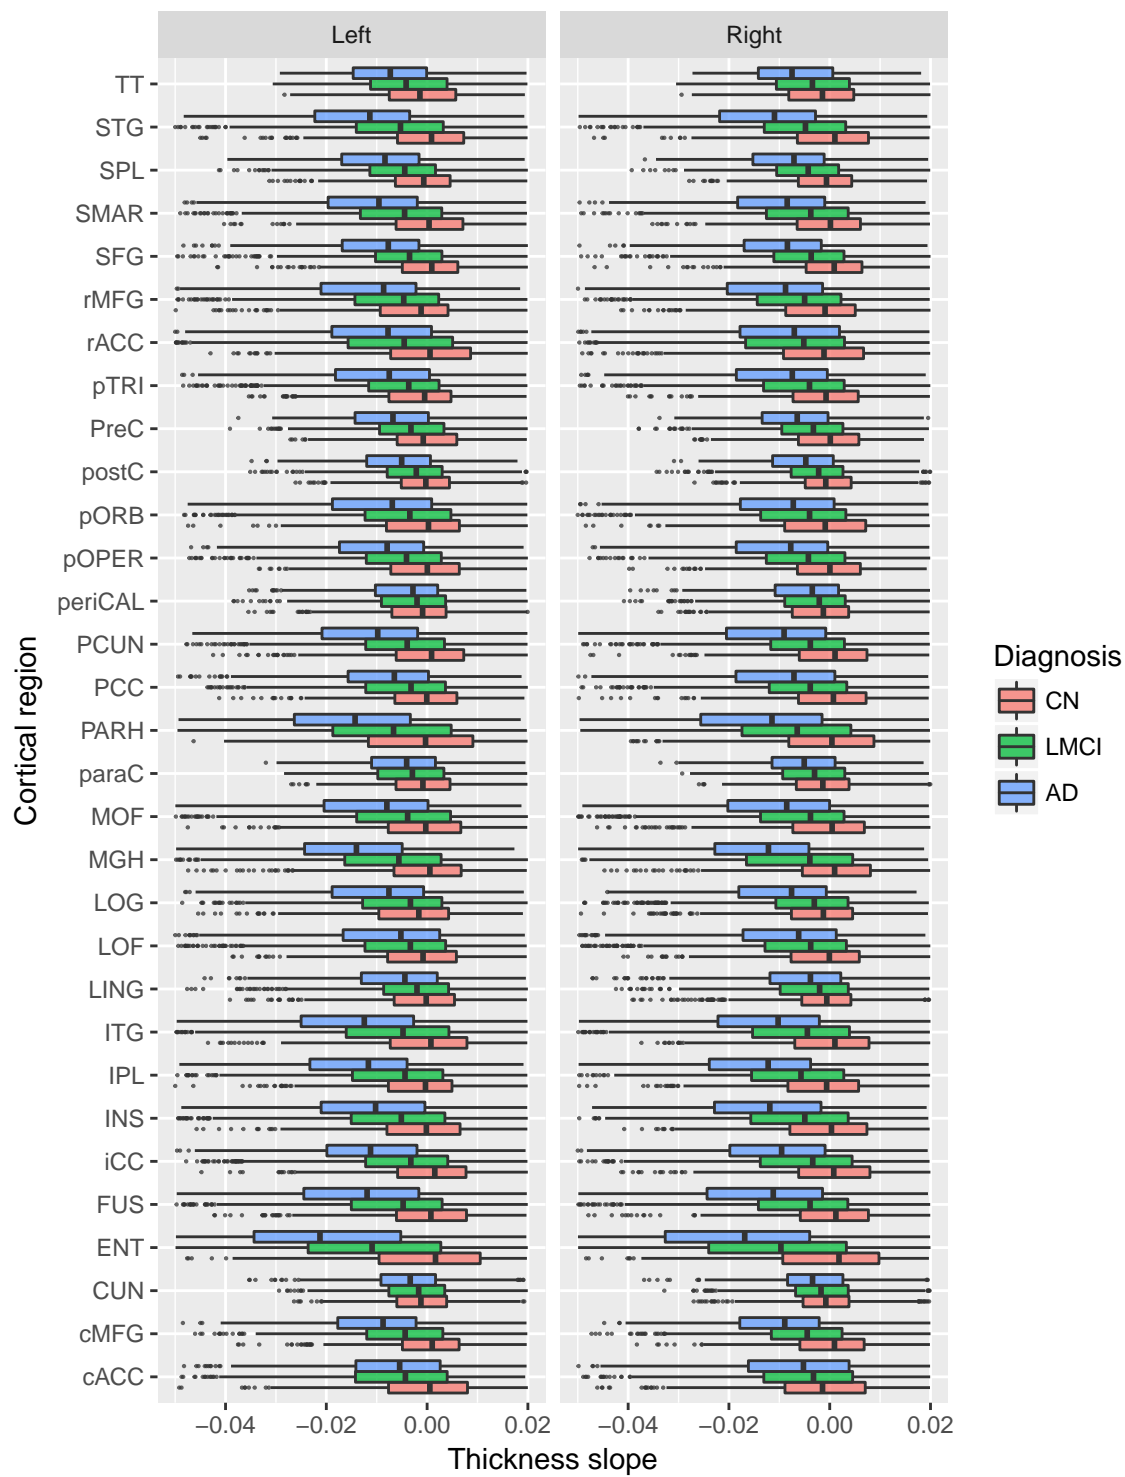 Left
Right
TT
STG
SPL
SMAR
SFG
rMFG
rACC
pTRI
PreC
postC
pORB
pOPER
periCAL
PCUN
PCC
PARH
paraC
MOF
MGH
LOG
LOF
LING
ITG
IPL
INS
iCC
FUS
ENT
CUN
cMFG
cACC
Cortical region
−0.04 −0.02 0.00 0.02
−0.04 −0.02 0.00 0.02
Thickness slope
Diagnosis
CN
LMCI
AD